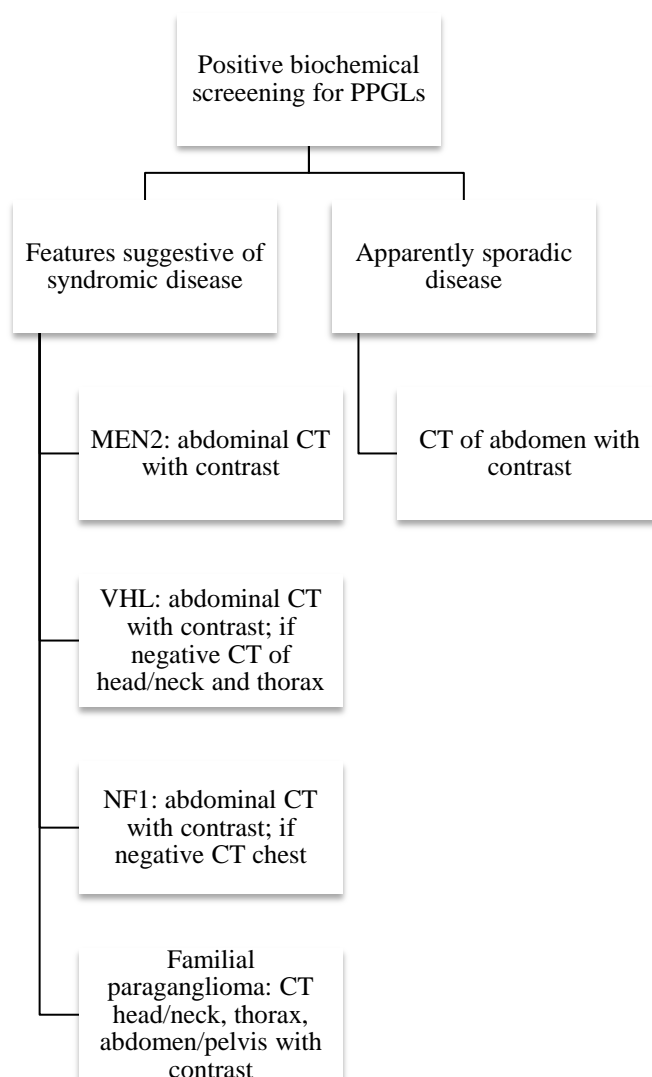 Positive biochemical
screeening for PPGLs
Features suggestive of
syndromic disease
Apparently sporadic
disease
MEN2: abdominal CT
with contrast
CT of abdomen with
contrast
VHL: abdominal CT
with contrast; if
negative CT of
head/neck and thorax
NF1: abdominal CT
with contrast; if
negative CT chest
Familial
paraganglioma: CT
head/neck, thorax,
abdomen/pelvis with
contrast